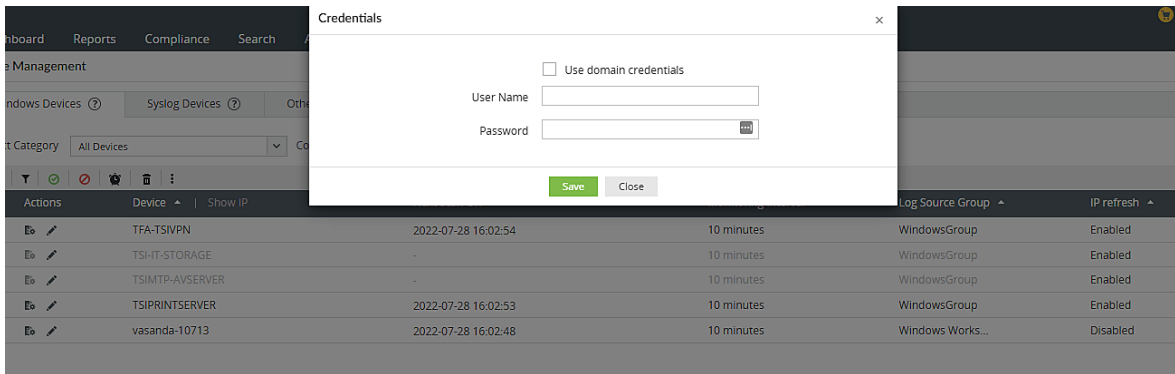 Credentials ×
hboard Reports Compliance Search
e Management
Use domain credentials
User Name
Password
Save Close
ndows Devices ? Syslog Devices ? Othe
ct Category All Devices Co
Actions Device | Show IP Log Source Group IP refresh
TFA-TSIVPN 2022-07-28 16:02:54 10 minutes WindowsGroup Enabled
TSI-IT-STORAGE - 10 minutes WindowsGroup Enabled
TSIMTP-AVSERVER - 10 minutes WindowsGroup Enabled
TSIPRINTSERVER 2022-07-28 16:02:53 10 minutes WindowsGroup Enabled
vasanda-10713 2022-07-28 16:02:48 10 minutes Windows Works... Disabled